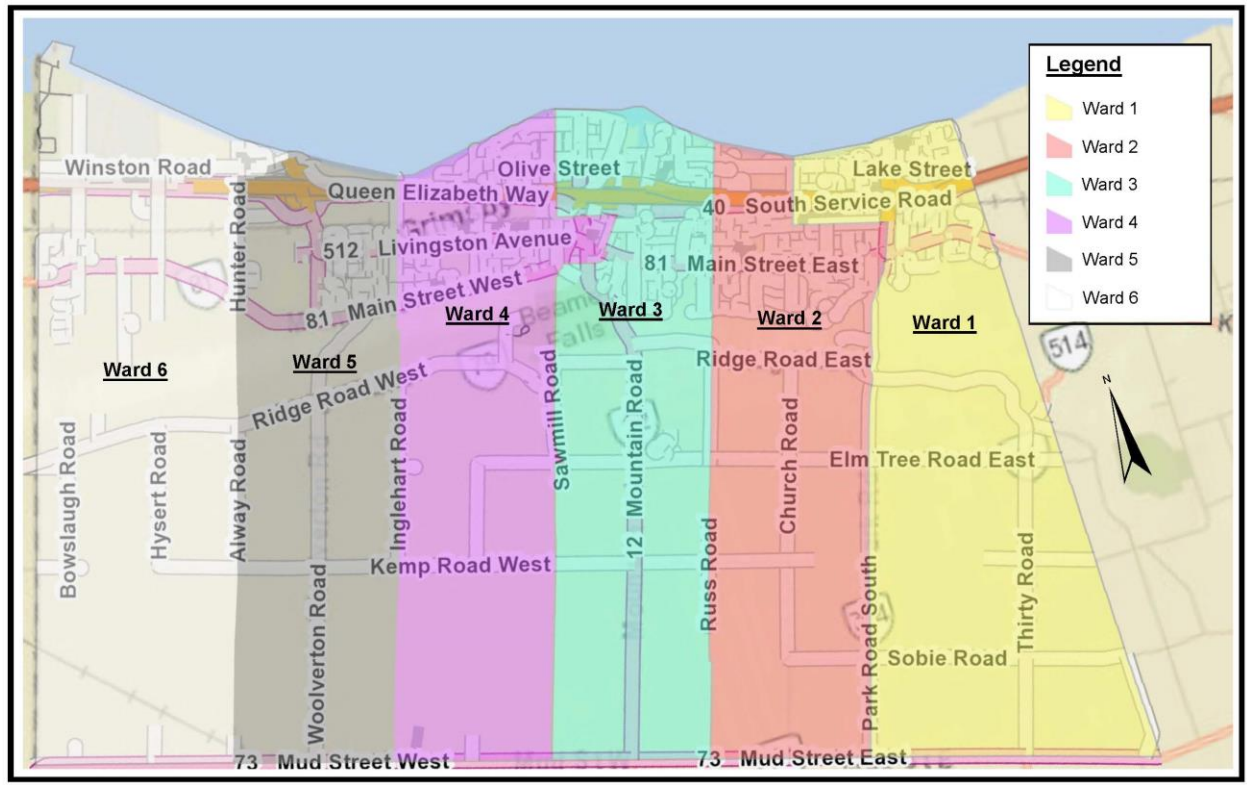 Legend
Ward 1
Ward 2
Ward 3
Ward 4
Ward 5
Ward 6
Winston Road
Olive Street
Lake Street
Queen Elizabeth Way
40 South Service Road
Grimsby
512 Livingston Avenue
81 Main Street East
81 Main Street West
Hunter Road
Beams
Falls
Ward 4
Ward 3
Ward 2
Ward 1
Ward 6
Ward 5
514
N
Ridge Road East
Ridge Road West
Elm Tree Road East
Bowslaugh Road
Hysert Road
Alway Road
Inglehart Road
Sawmill Road
12 Mountain Road
Church Road
Russ Road
Kemp Road West
Woolverton Road
Park Road South
Thirty Road
Sobie Road
73 Mud Street West
73 Mud Street East